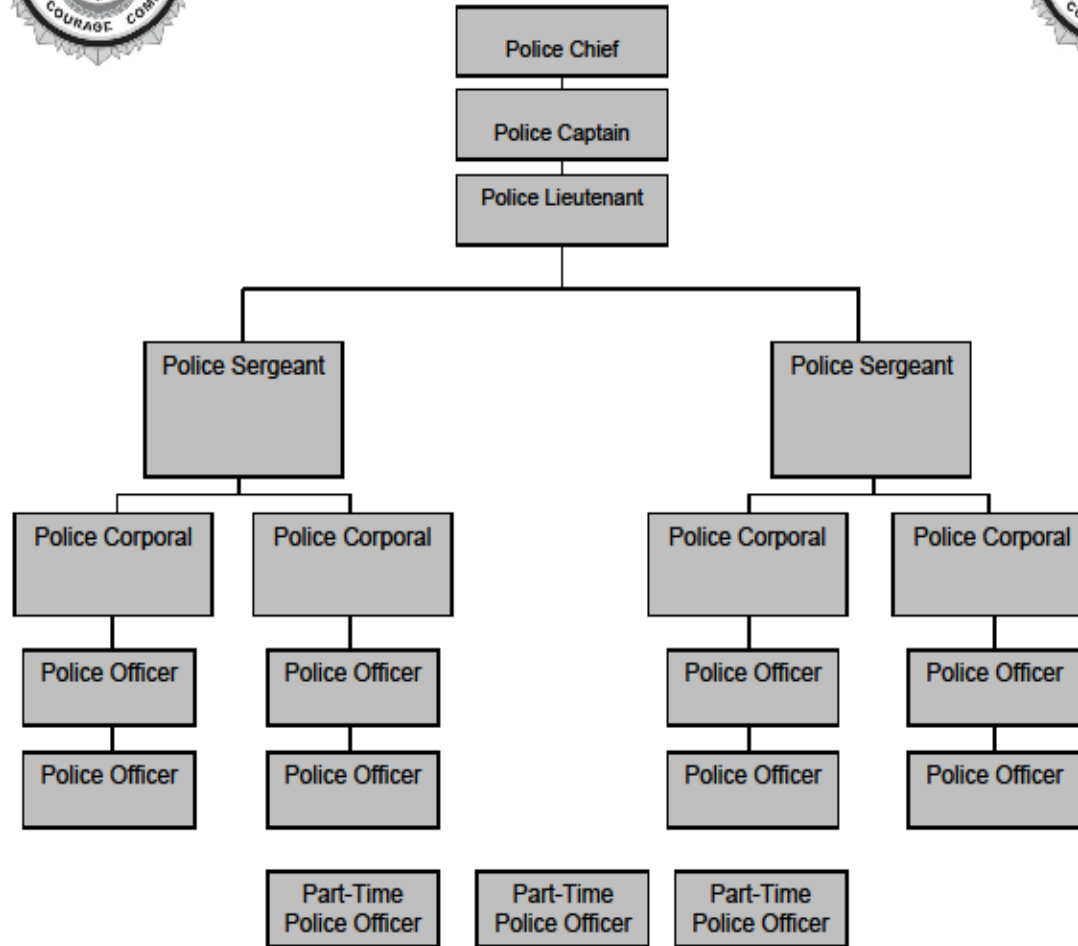 COURAGE
Police Chief
Police Captain
Police Lieutenant
Police Sergeant
Police Sergeant
Police Corporal
Police Corporal
Police Corporal
Police Corporal
Police Officer
Police Officer
Police Officer
Police Officer
Police Officer
Police Officer
Police Officer
Police Officer
Part-Time
Police Officer
Part-Time
Police Officer
Part-Time
Police Officer